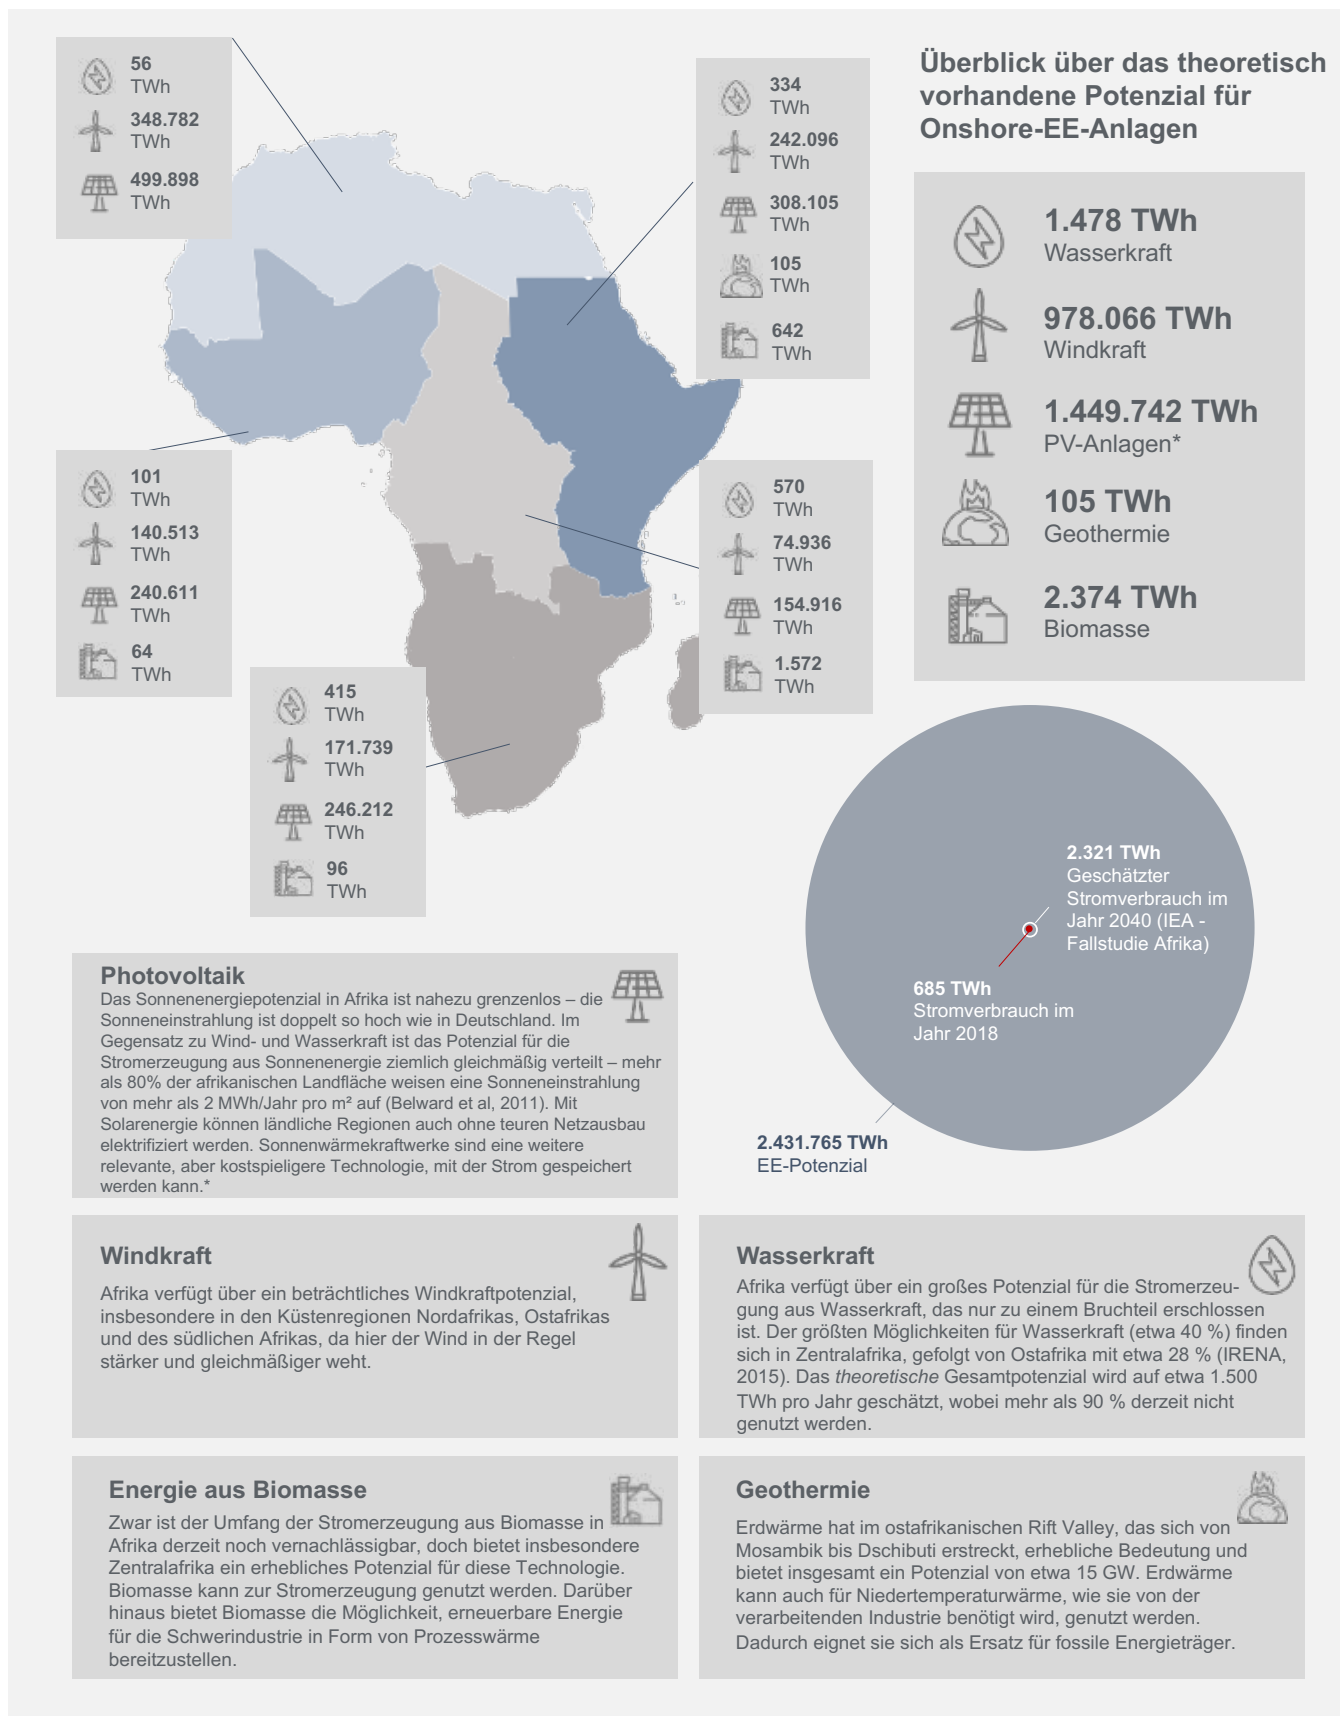 Überblick über das theoretisch
vorhandene Potenzial für
Onshore-EE-Anlagen
56
TWh
348.782
TWh
499.898
TWh
334
TWh
242.096
TWh
308.105
TWh
105
TWh
642
TWh
1.478 TWh
Wasserkraft
978.066 TWh
Windkraft
1.449.742 TWh
PV-Anlagen*
105 TWh
Geothermie
2.374 TWh
Biomasse
101
TWh
140.513
TWh
240.611
TWh
64
TWh
570
TWh
74.936
TWh
154.916
TWh
1.572
TWh
415
TWh
171.739
TWh
246.212
TWh
96
TWh
2.321 TWh
Geschätzter
Stromverbrauch im
Jahr 2040 (IEA -
Fallstudie Afrika)
685 TWh
Stromverbrauch im
Jahr 2018
2.431.765 TWh
EE-Potenzial
Photovoltaik
Das Sonnenenergiepotenzial in Afrika ist nahezu grenzenlos – die
Sonneneinstrahlung ist doppelt so hoch wie in Deutschland. Im
Gegensatz zu Wind- und Wasserkraft ist das Potenzial für die
Stromerzeugung aus Sonnenenergie ziemlich gleichmäßig verteilt – mehr
als 80% der afrikanischen Landfläche weisen eine Sonneneinstrahlung
von mehr als 2 MWh/Jahr pro m² auf (Belward et al, 2011). Mit
Solarenergie können ländliche Regionen auch ohne teuren Netzausbau
elektrifiziert werden. Sonnenwärmekraftwerke sind eine weitere
relevante, aber kostspieligere Technologie, mit der Strom gespeichert
werden kann.*
Windkraft
Afrika verfügt über ein beträchtliches Windkraftpotenzial,
insbesondere in den Küstenregionen Nordafrikas, Ostafrikas
und des südlichen Afrikas, da hier der Wind in der Regel
stärker und gleichmäßiger weht.
Wasserkraft
Afrika verfügt über ein großes Potenzial für die Stromerzeu-
gung aus Wasserkraft, das nur zu einem Bruchteil erschlossen
ist. Der größten Möglichkeiten für Wasserkraft (etwa 40 %) finden
sich in Zentralafrika, gefolgt von Ostafrika mit etwa 28 % (IRENA,
2015). Das theoretische Gesamtpotenzial wird auf etwa 1.500
TWh pro Jahr geschätzt, wobei mehr als 90 % derzeit nicht
genutzt werden.
Energie aus Biomasse
Zwar ist der Umfang der Stromerzeugung aus Biomasse in
Afrika derzeit noch vernachlässigbar, doch bietet insbesondere
Zentralafrika ein erhebliches Potenzial für diese Technologie.
Biomasse kann zur Stromerzeugung genutzt werden. Darüber
hinaus bietet Biomasse die Möglichkeit, erneuerbare Energie
für die Schwerindustrie in Form von Prozesswärme
bereitzustellen.
Geothermie
Erdwärme hat im ostafrikanischen Rift Valley, das sich von
Mosambik bis Dschibuti erstreckt, erhebliche Bedeutung und
bietet insgesamt ein Potenzial von etwa 15 GW. Erdwärme
kann auch für Niedertemperaturwärme, wie sie von der
verarbeitenden Industrie benötigt wird, genutzt werden.
Dadurch eignet sie sich als Ersatz für fossile Energieträger.